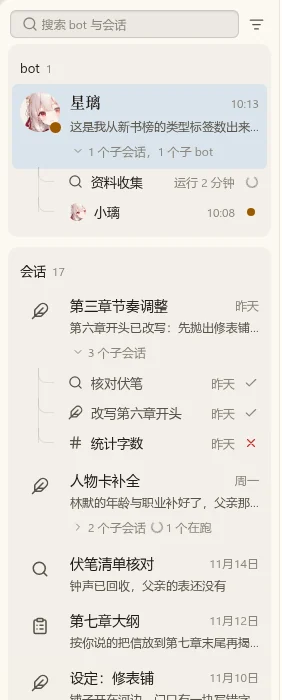 搜索 bot 与会话
bot 1
星璃 10:13
这是我从新书榜的类型标签数出来...
1 个子会话，1 个子 bot
资料收集 运行 2 分钟
小璃 10:08
会话 17
第三章节奏调整 昨天
第六章开头已改写：先抛出修表铺...
3 个子会话
核对伏笔 昨天
改写第六章开头 昨天
统计字数 昨天
人物卡补全 周一
林默的年龄与职业补好了，父亲那...
2 个子会话 1 个在跑
伏笔清单核对 11月14日
钟声已回收，父亲的表还没有
第七章大纲 11月12日
按你说的把信放到第七章末尾再揭...
设定：修表铺 11月10日